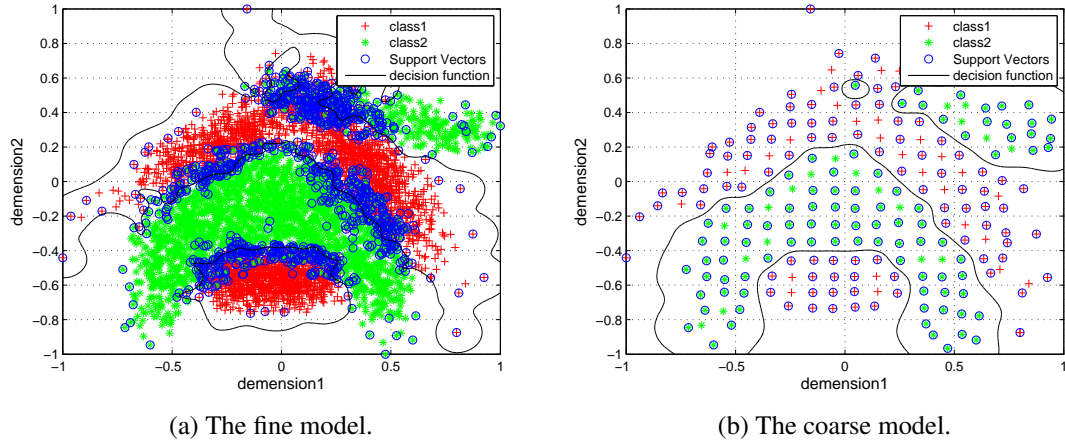 1
0.8
0.6
0.4
0.2
0
−0.2
−0.4
−0.6
−0.8
−1
−1
−0.5
0
0.5
1
demension2
demension1
class1
class2
Support Vectors
decision function
(a) The fine model.
1
0.8
0.6
0.4
0.2
0
−0.2
−0.4
−0.6
−0.8
−1
−1
−0.5
0
0.5
1
demension2
demension1
class1
class2
Support Vectors
decision function
(b) The coarse model.